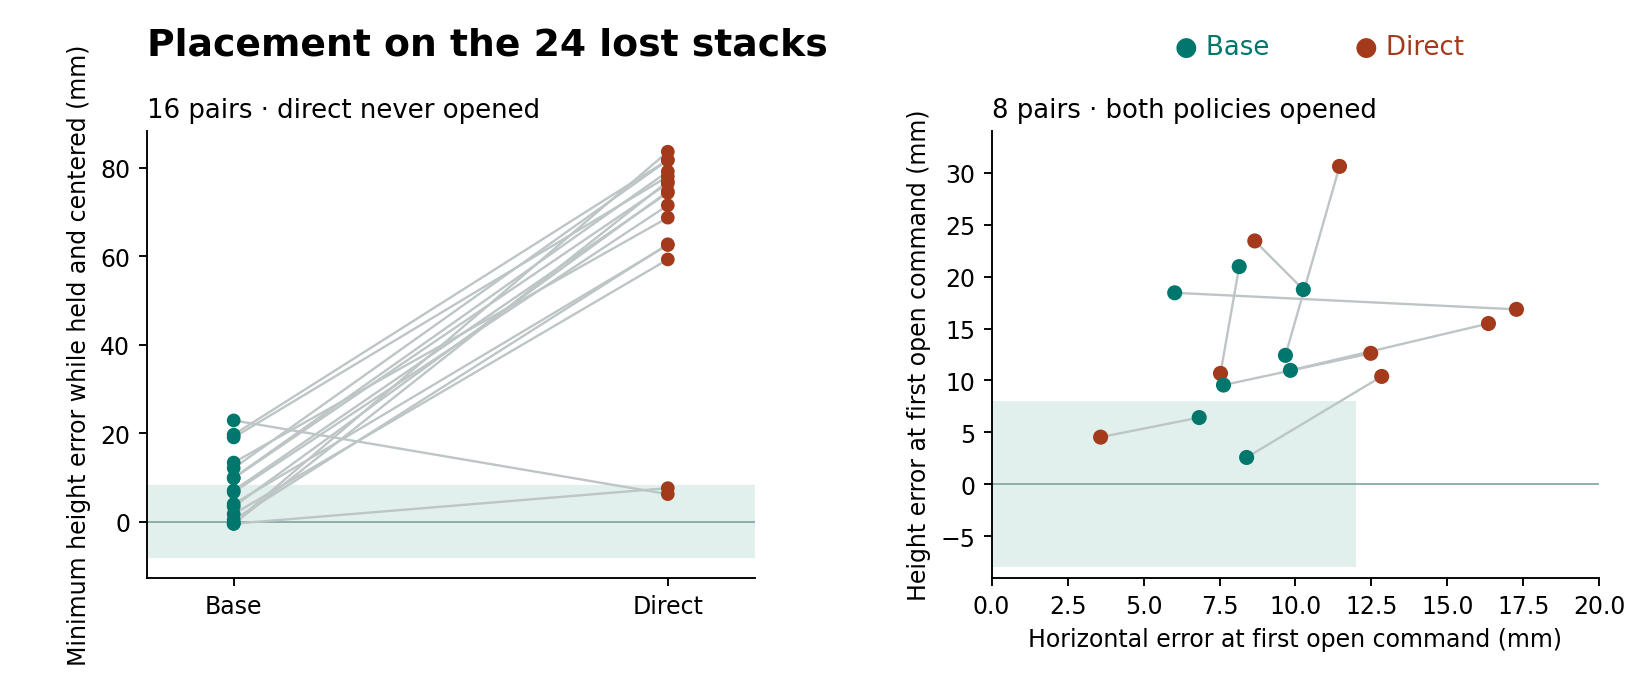 Placement on the 24 lost stacks
Base
Direct
16 pairs · direct never opened
Minimum height error while held and centered (mm)
80
60
40
20
0
Base
Direct
8 pairs · both policies opened
Height error at first open command (mm)
30
25
20
15
10
5
0
−5
0.0
2.5
5.0
7.5
10.0
12.5
15.0
17.5
20.0
Horizontal error at first open command (mm)